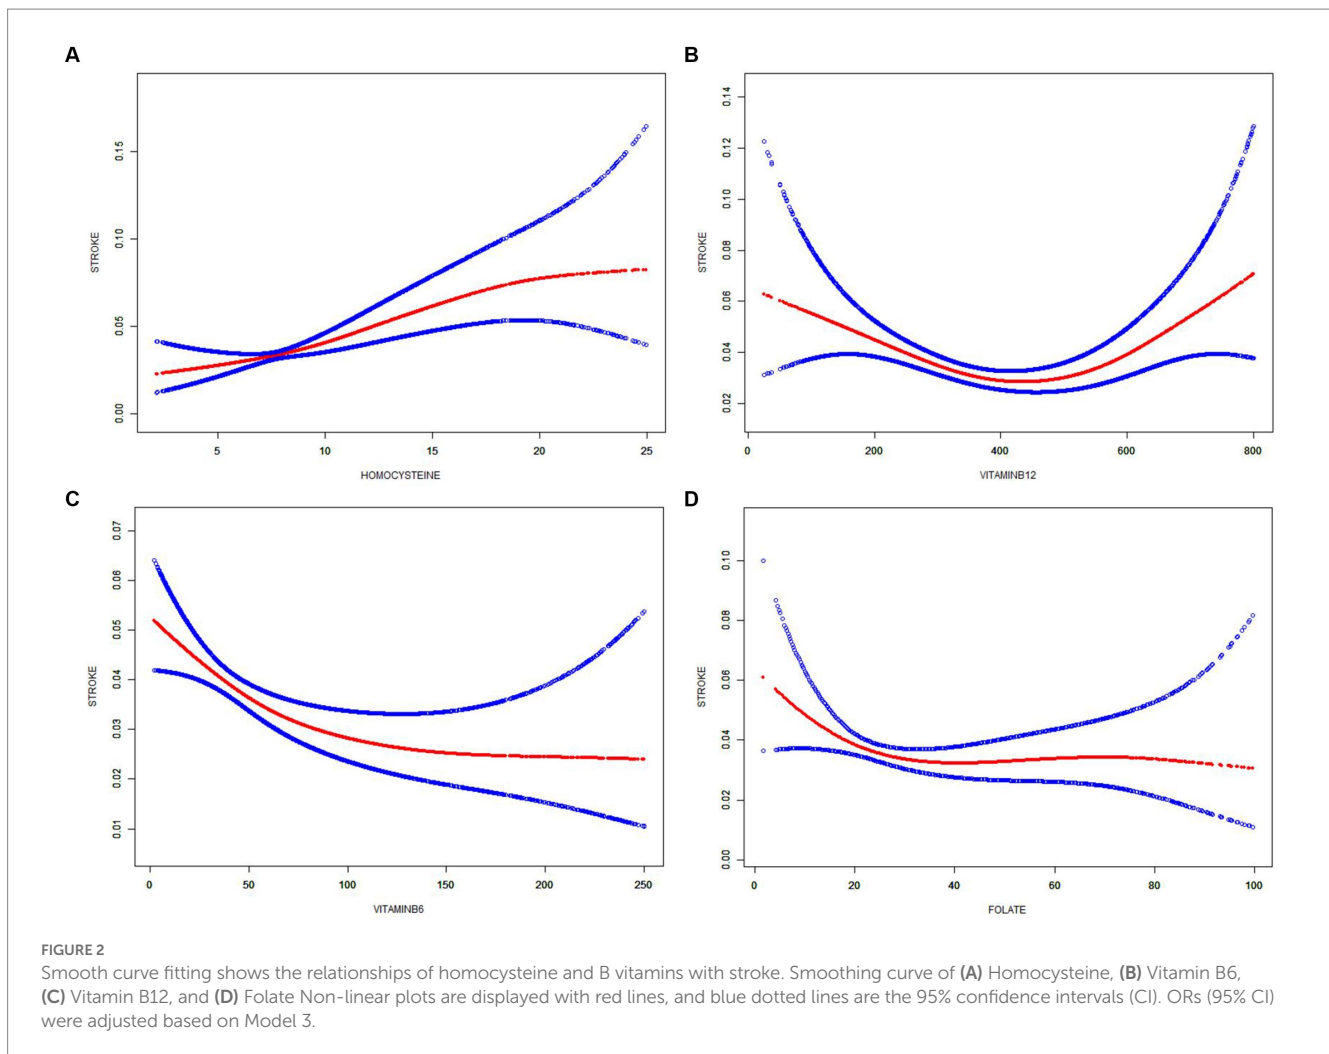 A
STROKE
0.15
0.10
0.05
0.00
5 10 15 20 25
HOMOCYSTEINE
B
STROKE
0.14
0.12
0.10
0.08
0.06
0.04
0.02
0 200 400 600 800
VITAMINB12
C
STROKE
0.07
0.06
0.05
0.04
0.03
0.02
0.01
0 50 100 150 200 250
VITAMINB6
D
STROKE
0.10
0.08
0.06
0.04
0.02
0.00
0 20 40 60 80 100
FOLATE
FIGURE 2
Smooth curve fitting shows the relationships of homocysteine and B vitamins with stroke. Smoothing curve of (A) Homocysteine, (B) Vitamin B6,
(C) Vitamin B12, and (D) Folate Non-linear plots are displayed with red lines, and blue dotted lines are the 95% confidence intervals (CI). ORs (95% CI)
were adjusted based on Model 3.